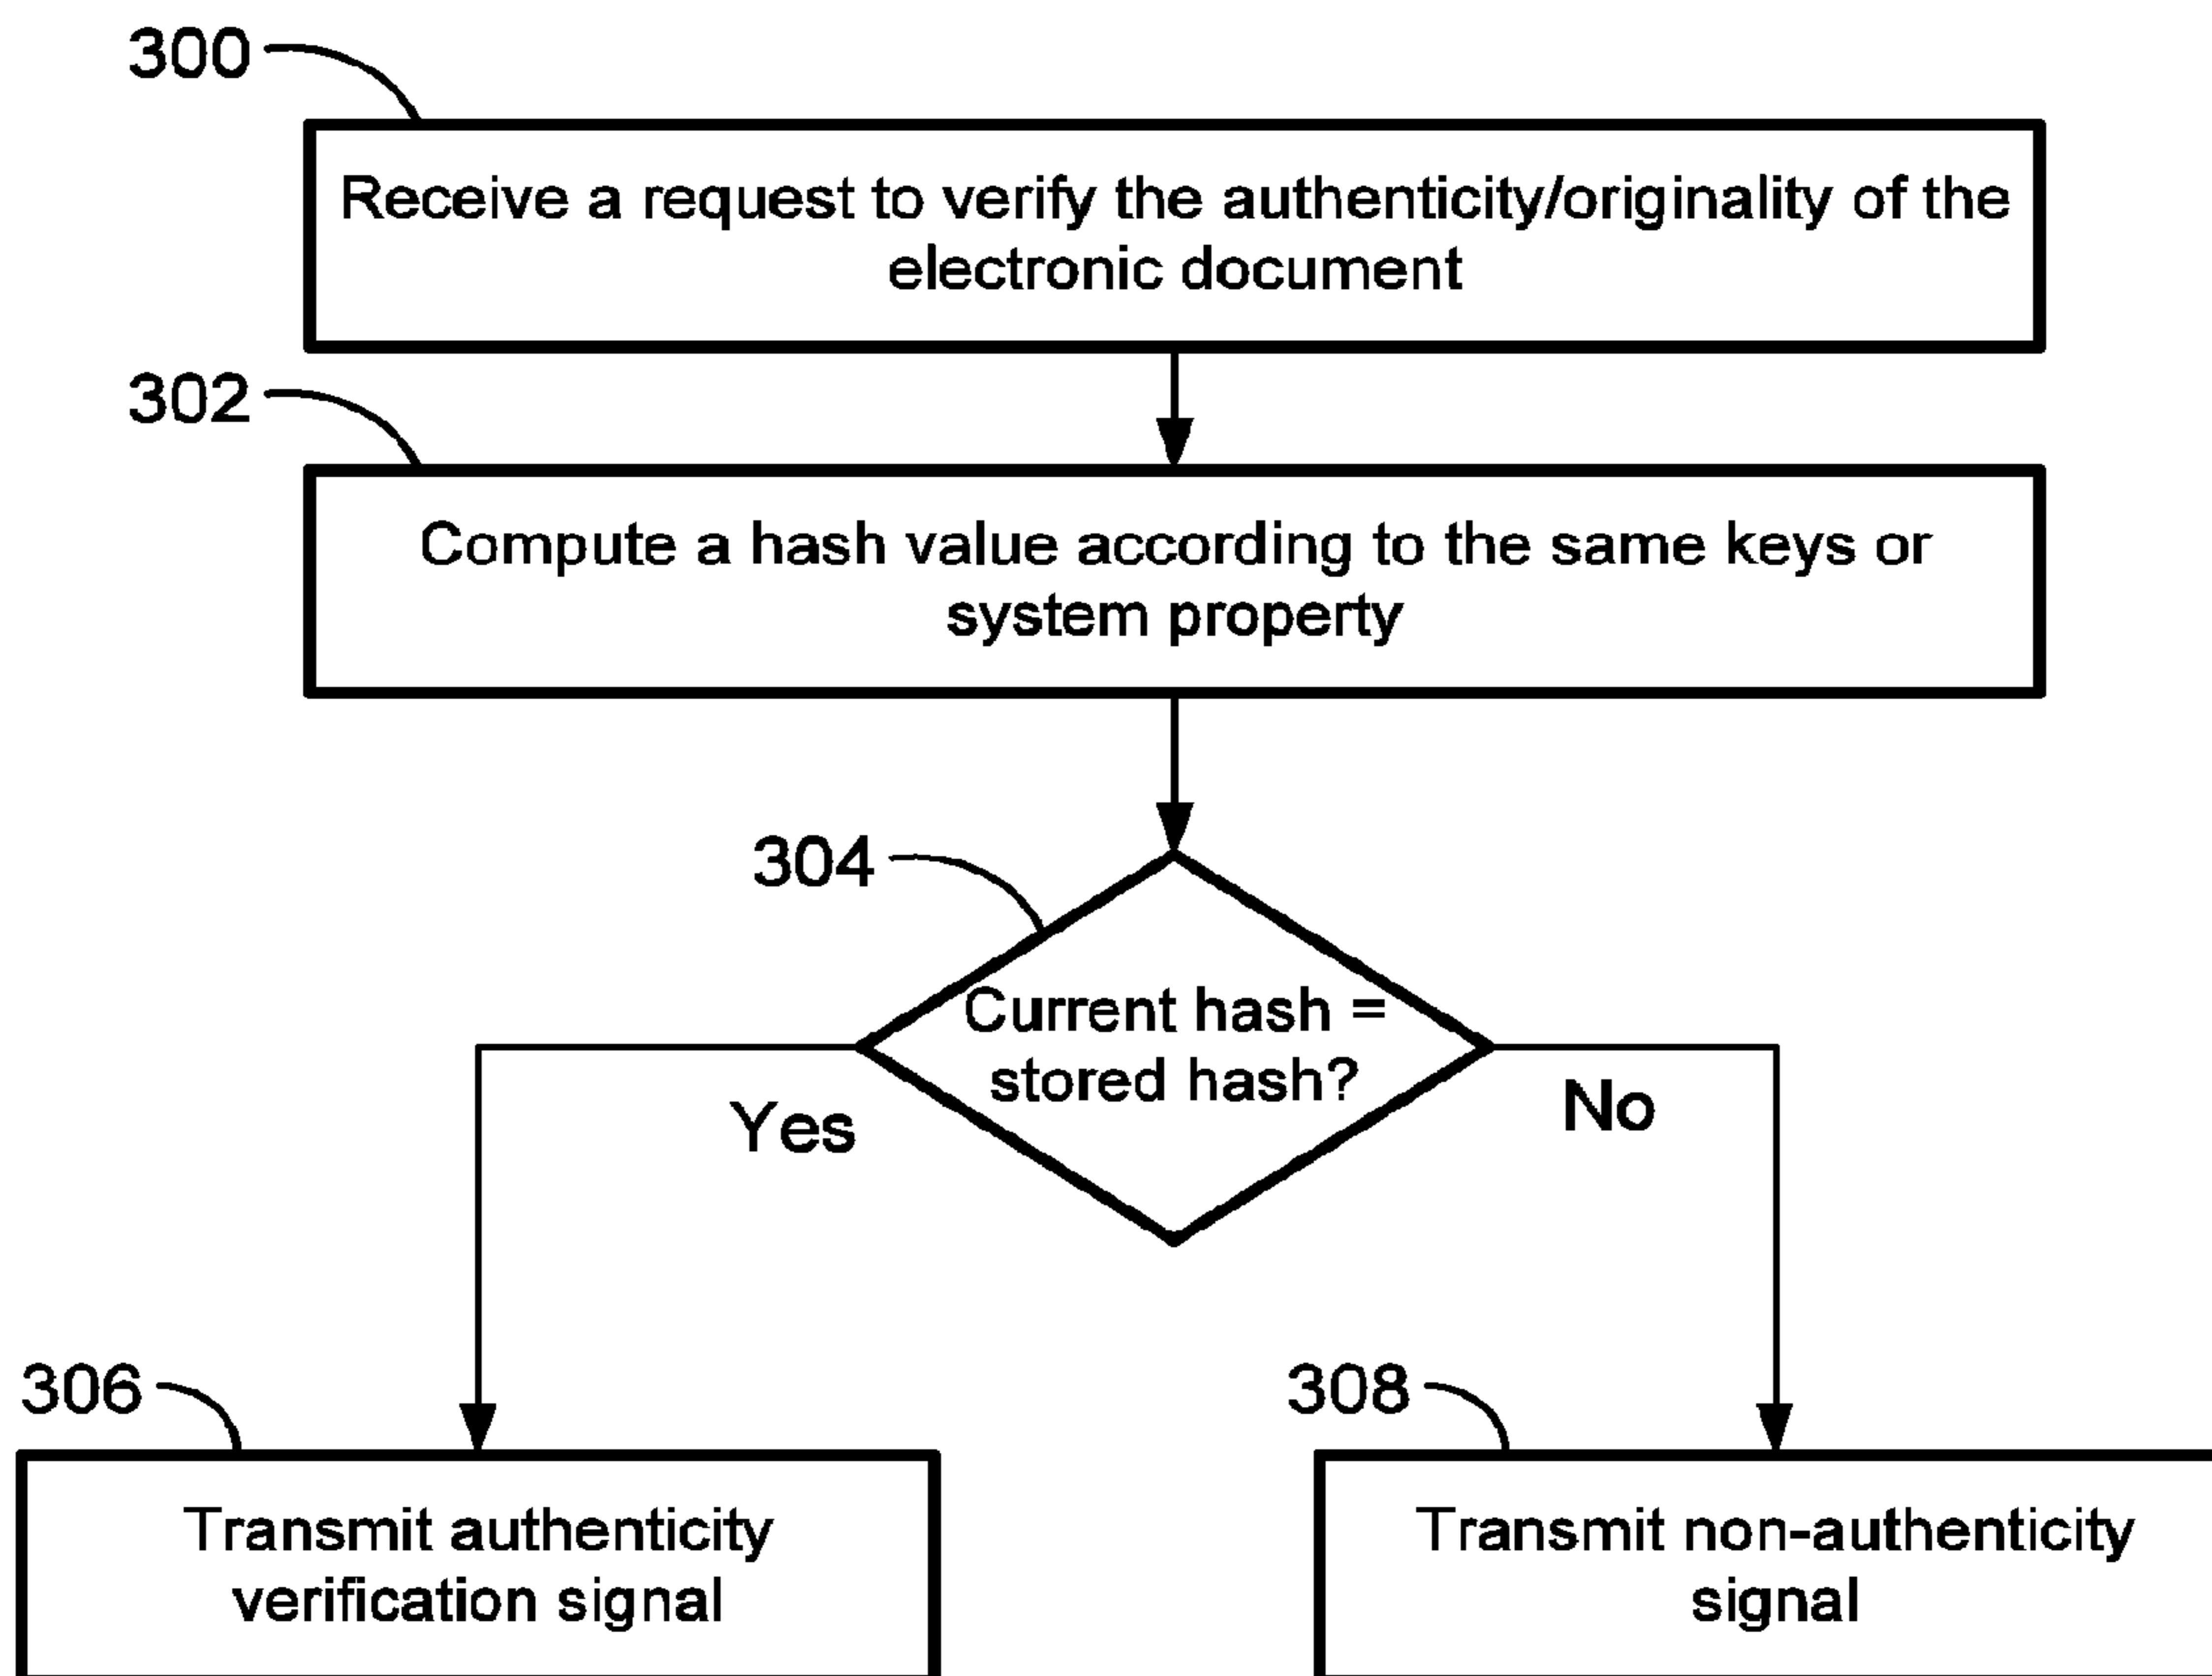 300
Receive a request to verify the authenticity/originality of the
electronic document
302
Compute a hash value according to the same keys or
system property
304
Current hash =
stored hash?
Yes
No
306
308
Transmit authenticity
verification signal
Transmit non-authenticity
signal